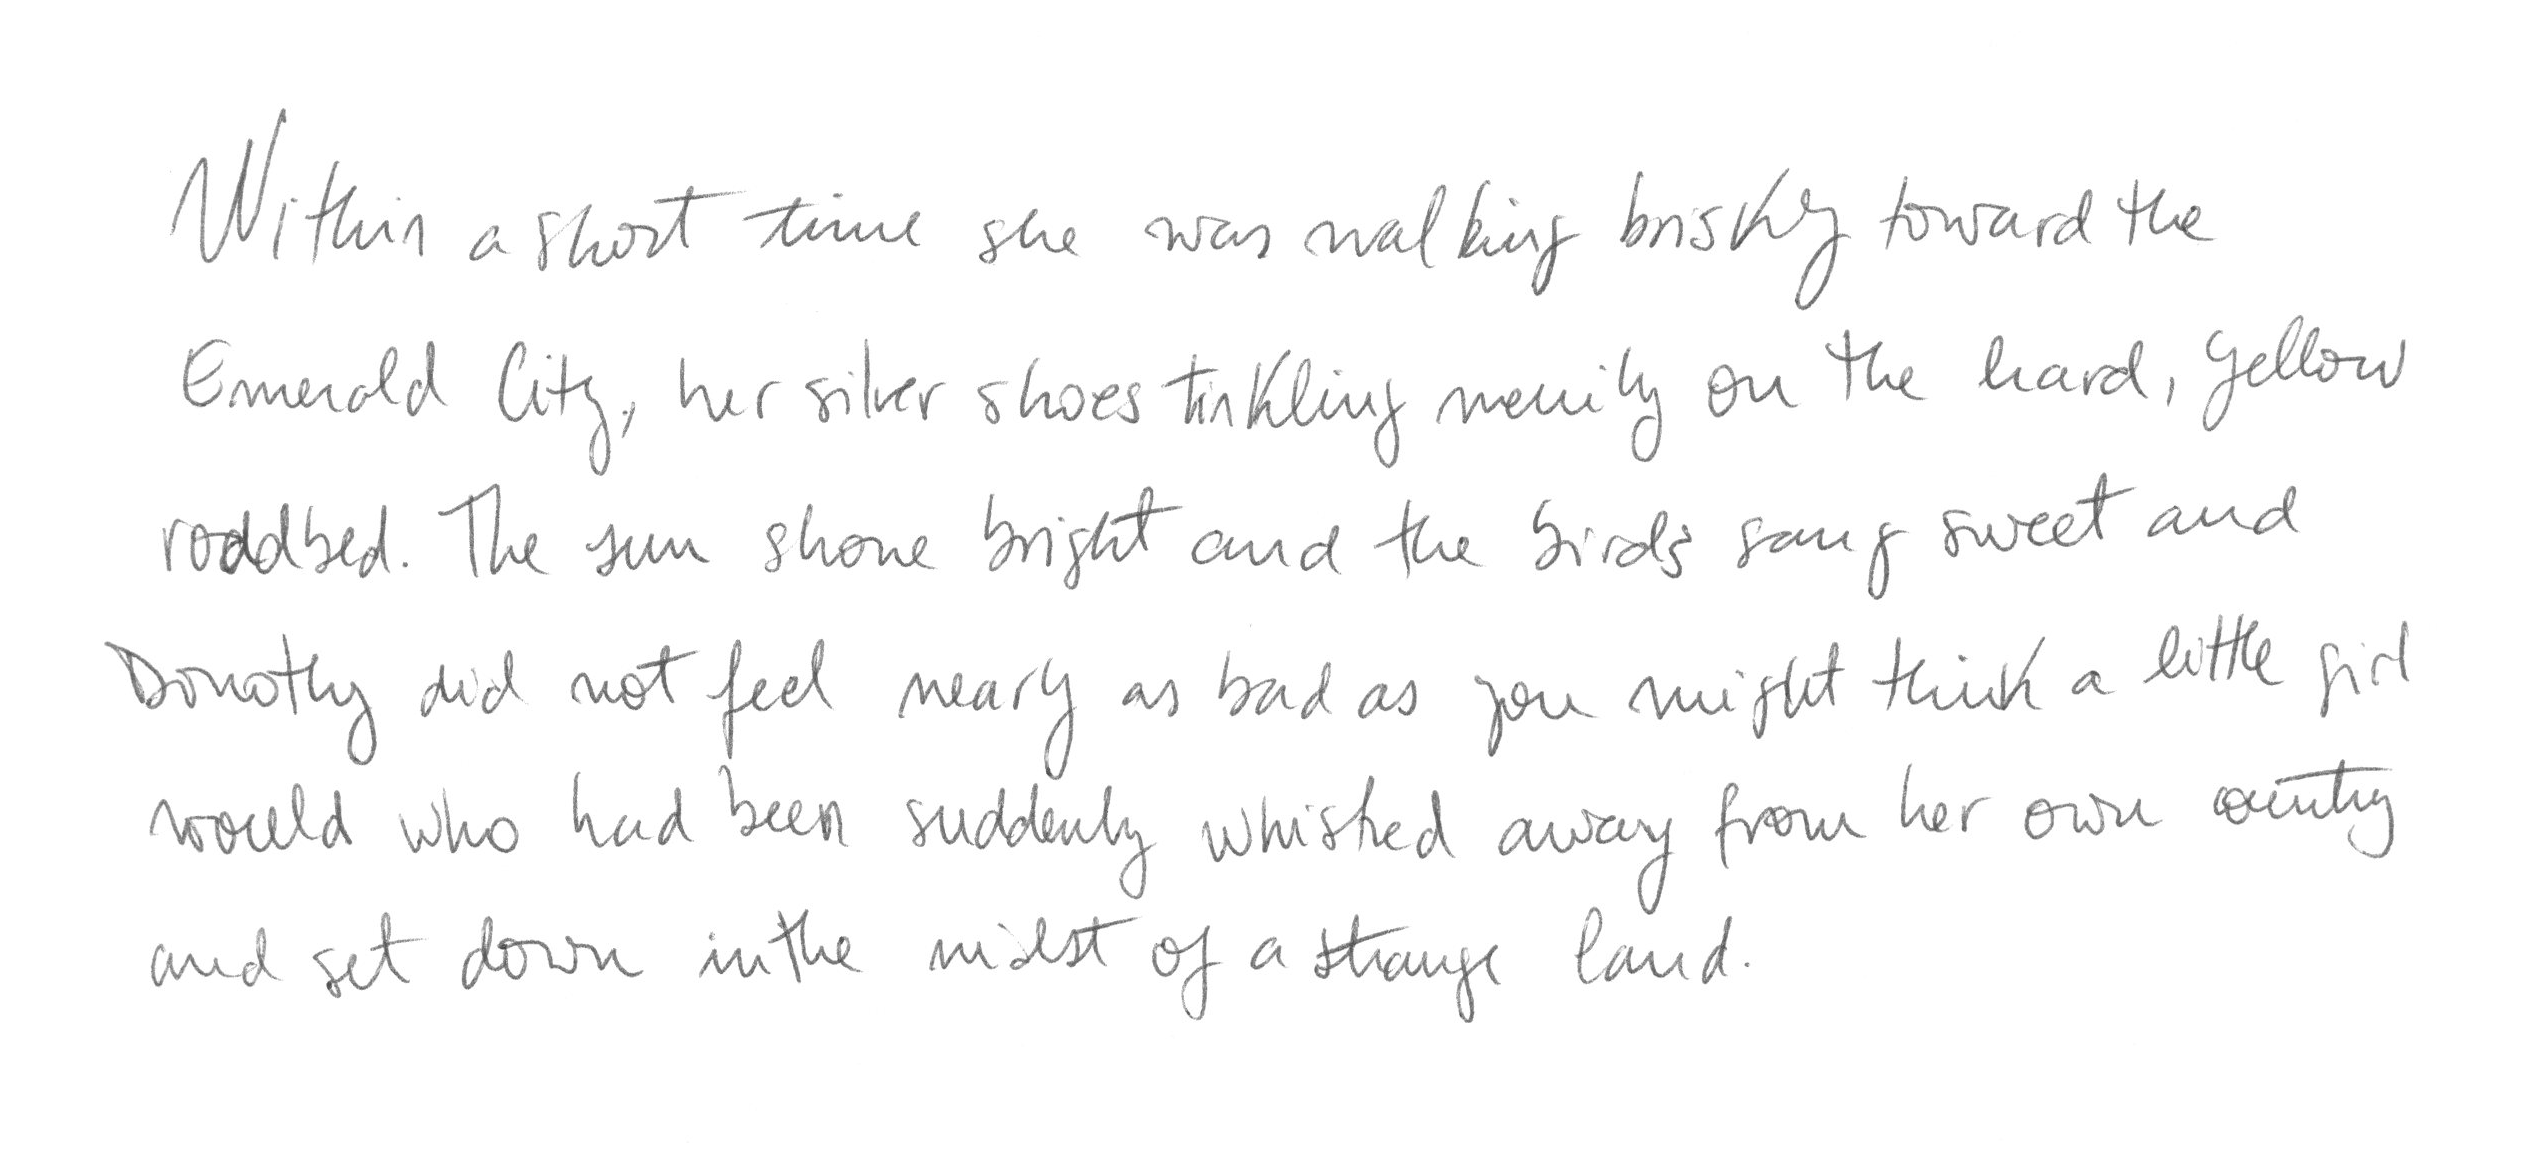 Within a short time she was walking briskly toward the
Emerald City, her silver shoes tinkling merrily on the hard, yellow
roadbed. The sun shone bright and the birds sang sweet and
Dorothy did not feel nearly as bad as you might think a little girl
would who had been suddenly whisked away from her own country
and set down in the midst of a strange land.